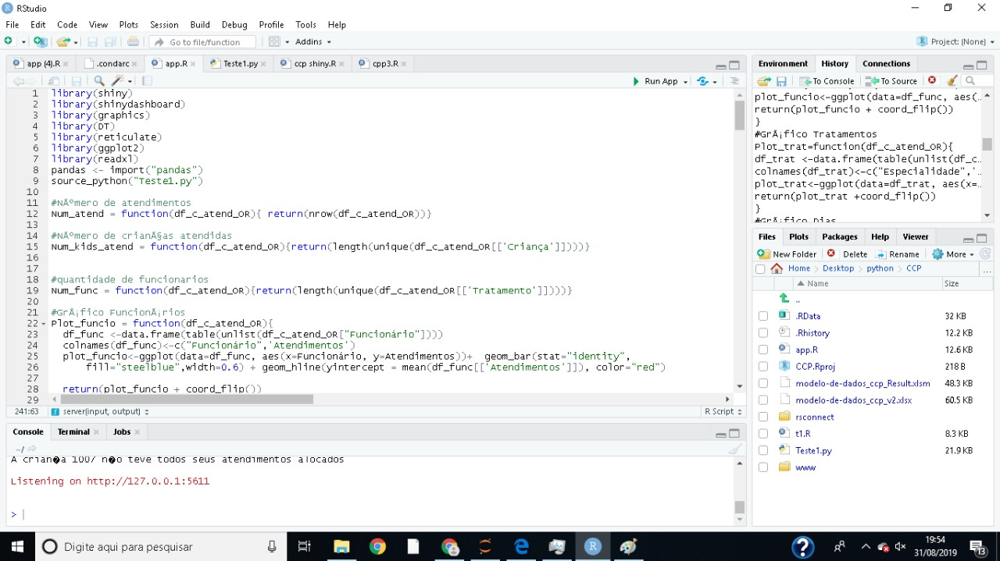 RStudio
File Edit Code View Plots Session Build Debug Profile Tools Help
Go to file/function Addins Project: (None)
app (4).R .condarc app.R Teste1.py ccp shiny.R cpp3.R
Run App
1 library(shiny)
2 library(shinydashboard)
3 library(graphics)
4 library(DT)
5 library(reticulate)
6 library(ggplot2)
7 library(readxl)
8 pandas <- import("pandas")
9 source_python("Teste1.py")
10
11 #NÃºmero de atendimentos
12 Num_atend = function(df_c_atend_OR){ return(nrow(df_c_atend_OR))}
13
14 #NÃºmero de crianÃ§as atendidas
15 Num_kids_atend = function(df_c_atend_OR){return(length(unique(df_c_atend_OR[['Criança']])))}
16
17
18 #quantidade de funcionarios
19 Num_func = function(df_c_atend_OR){return(length(unique(df_c_atend_OR[['Tratamento']])))}
20
21 #GrÃ¡fico FuncionÃ¡rios
22 Plot_funcio = function(df_c_atend_OR){
23 df_func <-data.frame(table(unlist(df_c_atend_OR["Funcionário"])))
24 colnames(df_func)<-c("Funcionário",'Atendimentos')
25 plot_funcio<-ggplot(data=df_func, aes(x=Funcionário, y=Atendimentos))+ geom_bar(stat="identity",
26 fill="steelblue",width=0.6) + geom_hline(yintercept = mean(df_func[['Atendimentos']]), color="red")
27
28 return(plot_funcio + coord_flip())
29
241:63 server(input, output) R Script
Console Terminal Jobs
~/
A crian�a 1007 n�o teve todos seus atendimentos alocados
Listening on http://127.0.0.1:5611
>
Environment History Connections
To Console To Source
plot_funcio<-ggplot(data=df_func, aes(…
return(plot_funcio + coord_flip())
}
#GrÃ¡fico Tratamentos
Plot_trat=function(df_c_atend_OR){
df_trat <-data.frame(table(unlist(df_c…
colnames(df_trat)<-c("Especialidade",'…
plot_trat<-ggplot(data=df_trat, aes(x=…
return(plot_trat +coord_flip())
}
#GrÃ¡fico Dias
Files Plots Packages Help Viewer
New Folder Delete Rename More
Home Desktop python CCP ...
Name Size
..
.RData 32 KB
.Rhistory 12.2 KB
app.R 12.6 KB
CCP.Rproj 218 B
modelo-de-dados_ccp_Result.xlsm 48.3 KB
modelo-de-dados_ccp_v2.xlsx 60.5 KB
rsconnect
t1.R 8.3 KB
Teste1.py 21.9 KB
www
Digite aqui para pesquisar
19:54
31/08/2019
13